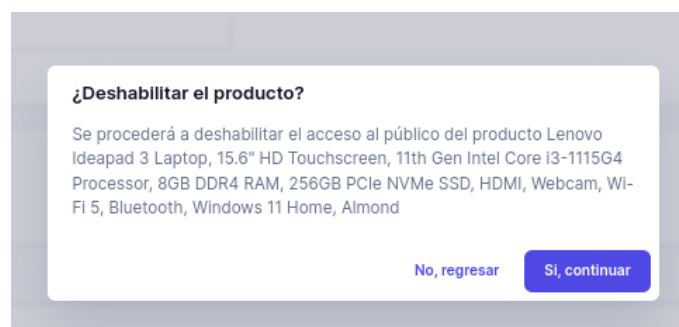 ¿Deshabilitar el producto?
Se procederá a deshabilitar el acceso al público del producto Lenovo
Ideapad 3 Laptop, 15.6" HD Touchscreen, 11th Gen Intel Core i3-1115G4
Processor, 8GB DDR4 RAM, 256GB PCIe NVMe SSD, HDMI, Webcam, Wi-
Fi 5, Bluetooth, Windows 11 Home, Almond
No, regresar
Si, continuar